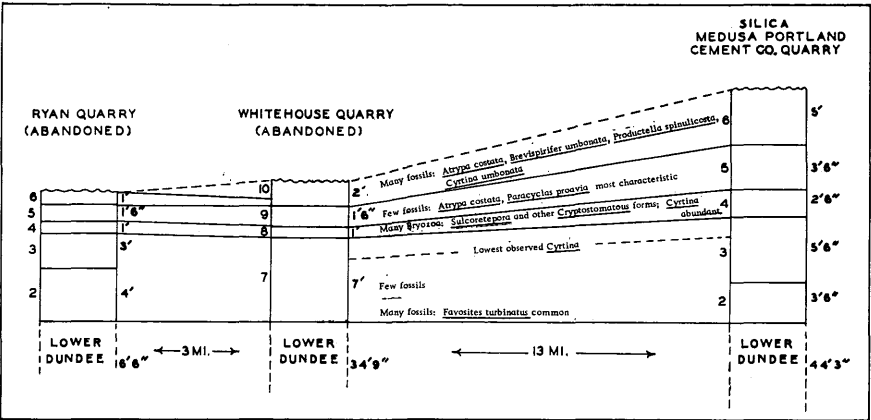 SILICA
MEDUSA PORTLAND
CEMENT CO. QUARRY
RYAN QUARRY
(ABANDONED)
WHITEHOUSE QUARRY
(ABANDONED)
6
5
4
3
2
1'
1'6"
1'
3'
4'
10
9
8
7
2'
1'6"
1'
7'
Many fossils: Atrypa costata, Brevispirifer umbonata, Productella spinulicosta,
Cyrtina umbonata
Few fossils: Atrypa costata, Paracyclas proavia most characteristic
Many Bryozoa: Sulcoretepora and other Cryptostomatous forms; Cyrtina
abundant
Lowest observed Cyrtina
Few fossils
Many fossils: Favosites turbinatus common
6
5
4
3
2
5'
3'6"
2'6"
5'6"
3'6"
LOWER
DUNDEE
6'6"
3 MI.
LOWER
DUNDEE
34'9"
13 MI.
LOWER
DUNDEE
44'3"